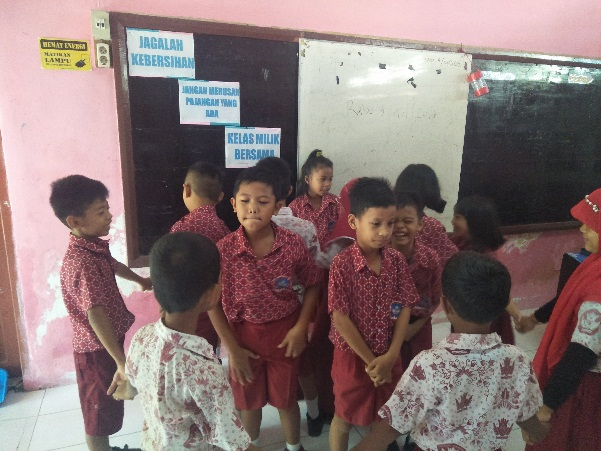 HEMAT ENERGI
MATIKAN
LAMPU
JAGALAH
KEBERSIHAN
JANGAN MERUSAK
PAJANGAN YANG
ADA
KELAS MILIK
BERSAMA